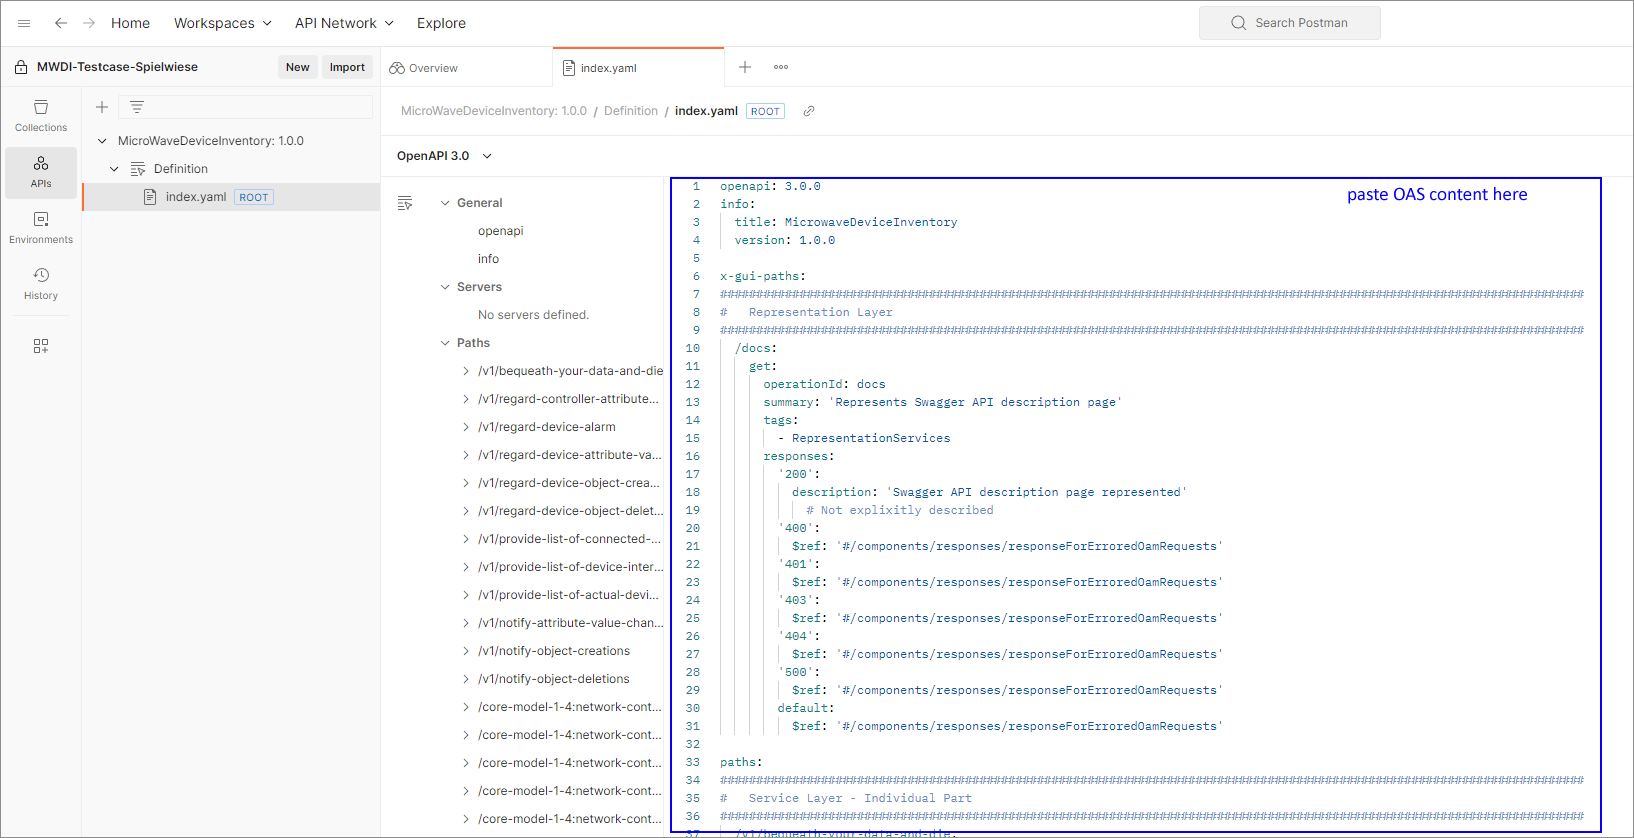 Home Workspaces API Network Explore Search Postman
MWDI-Testcase-Spielwiese New Import
Overview index.yaml
Collections
APIs
Environments
History
MicroWaveDeviceInventory: 1.0.0
Definition
index.yaml ROOT
MicroWaveDeviceInventory: 1.0.0 / Definition / index.yaml ROOT
OpenAPI 3.0
General
openapi
info
Servers
No servers defined.
Paths
/v1/bequeath-your-data-and-die
/v1/regard-controller-attribute...
/v1/regard-device-alarm
/v1/regard-device-attribute-va...
/v1/regard-device-object-crea...
/v1/regard-device-object-delet...
/v1/provide-list-of-connected-...
/v1/provide-list-of-device-inter...
/v1/provide-list-of-actual-devi...
/v1/notify-attribute-value-chan...
/v1/notify-object-creations
/v1/notify-object-deletions
/core-model-1-4:network-cont...
/core-model-1-4:network-cont...
/core-model-1-4:network-cont...
/core-model-1-4:network-cont...
/core-model-1-4:network-cont...
paste OAS content here
1 openapi: 3.0.0
2 info:
3 title: MicrowaveDeviceInventory
4 version: 1.0.0
5
6 x-gui-paths:
7 ########################################################################################################################
8 # Representation Layer
9 ########################################################################################################################
10 /docs:
11 get:
12 operationId: docs
13 summary: 'Represents Swagger API description page'
14 tags:
15 - RepresentationServices
16 responses:
17 '200':
18 description: 'Swagger API description page represented'
19 # Not explixitly described
20 '400':
21 $ref: '#/components/responses/responseForErroredOamRequests'
22 '401':
23 $ref: '#/components/responses/responseForErroredOamRequests'
24 '403':
25 $ref: '#/components/responses/responseForErroredOamRequests'
26 '404':
27 $ref: '#/components/responses/responseForErroredOamRequests'
28 '500':
29 $ref: '#/components/responses/responseForErroredOamRequests'
30 default:
31 $ref: '#/components/responses/responseForErroredOamRequests'
32
33 paths:
34 ########################################################################################################################
35 # Service Layer - Individual Part
36 ########################################################################################################################
37 /v1/bequeath-your-data-and-die: